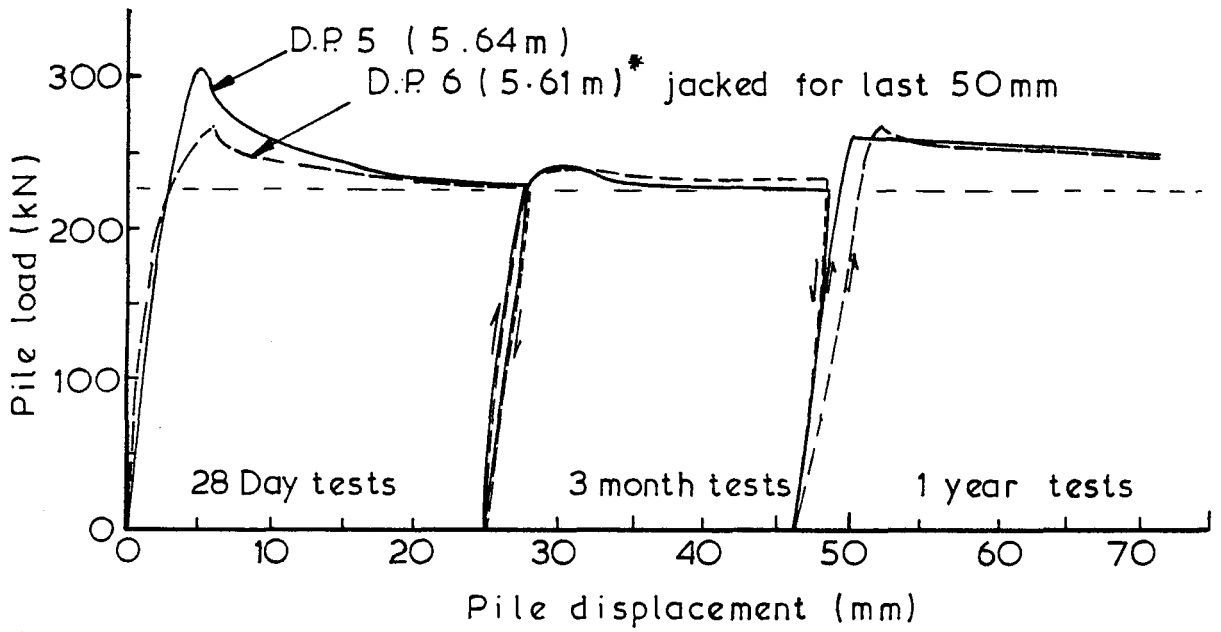 D.P. 5 (5.64m)
D.P. 6 (5.61m)* jacked for last 50mm
Pile load (kN)
300
200
100
0
28 Day tests
3 month tests
1 year tests
0 10 20 30 40 50 60 70
Pile displacement (mm)